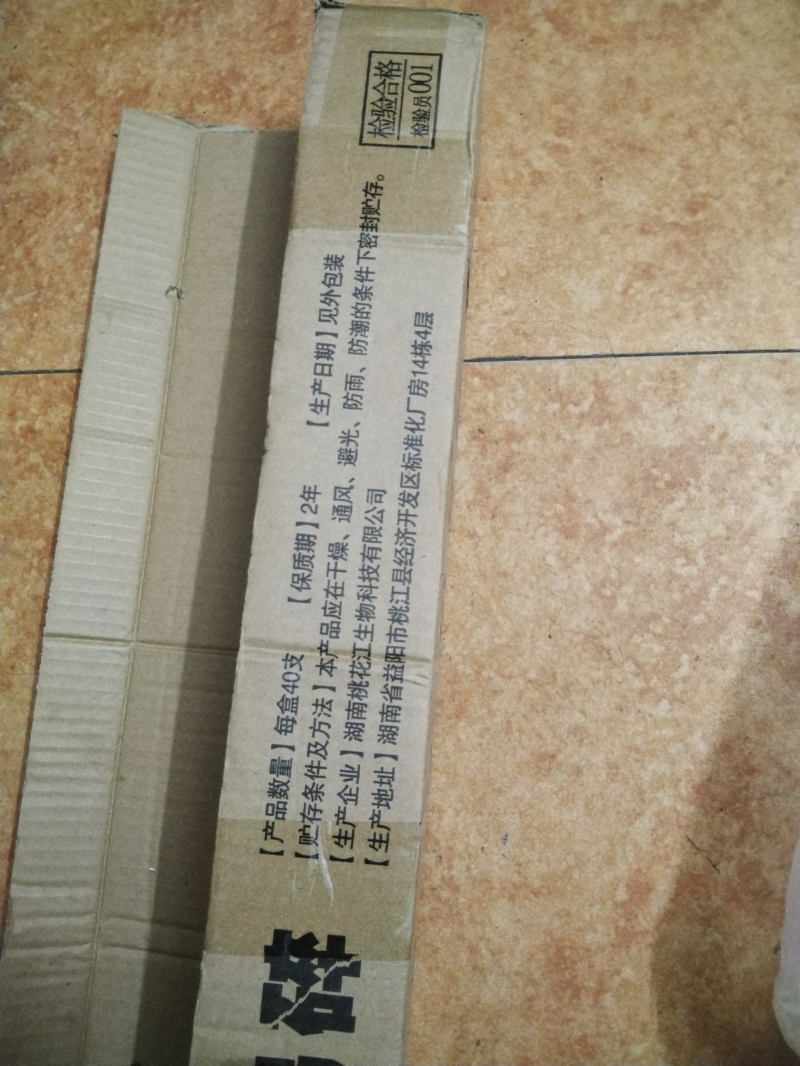 碎
【产品数量】每盒40支 【保质期】2年 【生产日期】见外包装
【贮存条件及方法】本产品应在干燥、通风、避光、防雨、防潮的条件下密封贮存。
【生产企业】湖南桃花江生物科技有限公司
【生产地址】湖南省益阳市桃江县经济开发区标准化厂房14栋4层
检验合格
检验员001